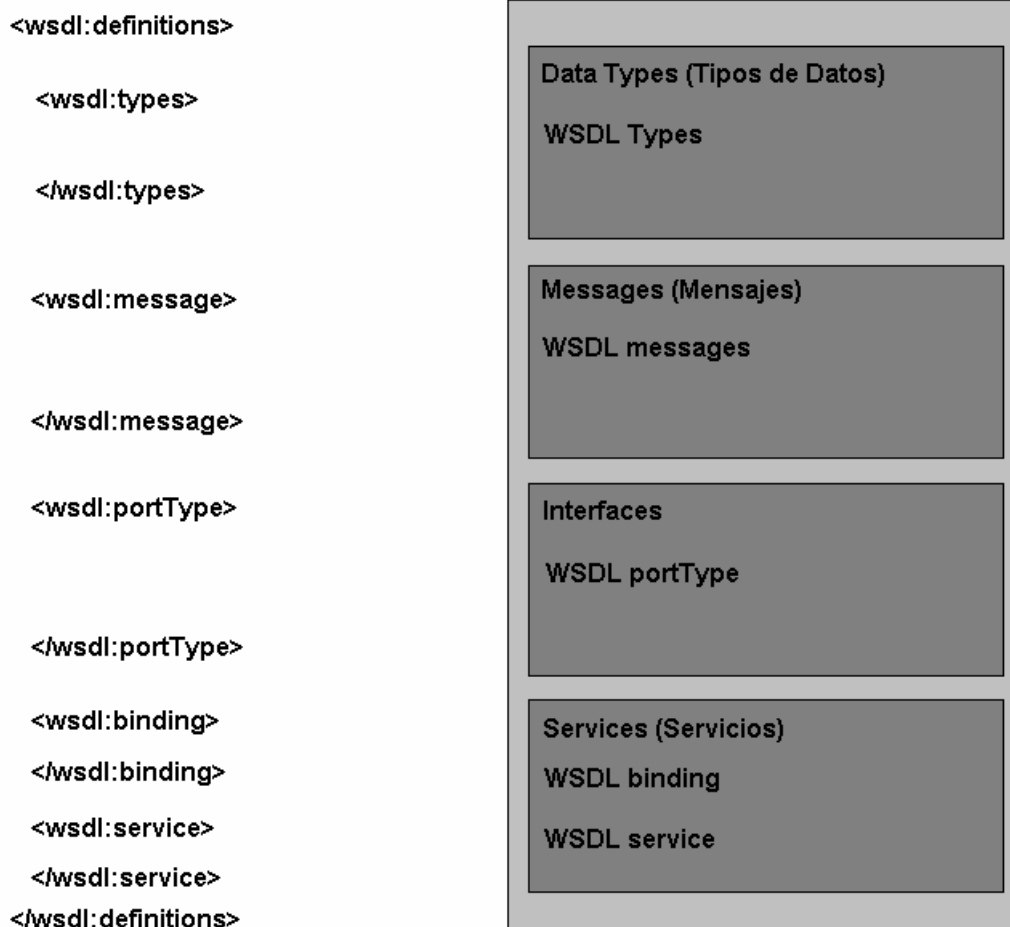 <wsdl:definitions>
<wsdl:types>
</wsdl:types>
<wsdl:message>
</wsdl:message>
<wsdl:portType>
</wsdl:portType>
<wsdl:binding>
</wsdl:binding>
<wsdl:service>
</wsdl:service>
</wsdl:definitions>
Data Types (Tipos de Datos)
WSDL Types
Messages (Mensajes)
WSDL messages
Interfaces
WSDL portType
Services (Servicios)
WSDL binding
WSDL service